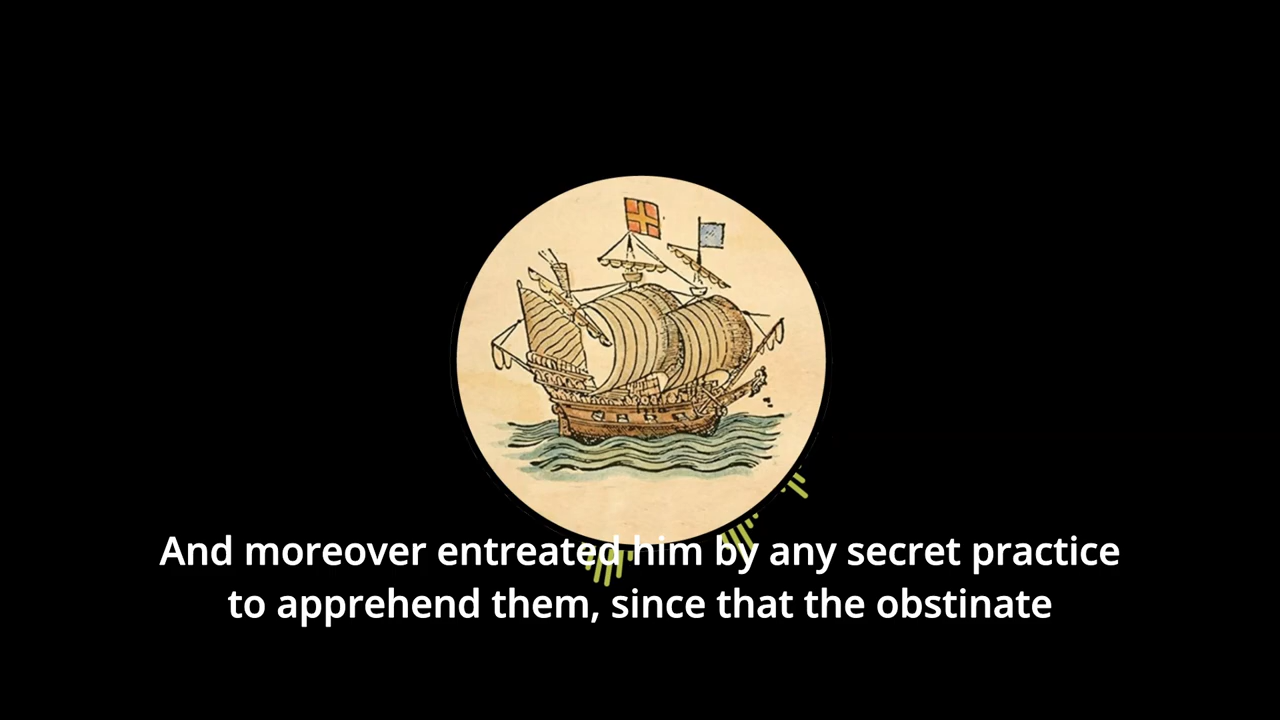 And moreover entreated him by any secret practice
to apprehend them, since that the obstinate